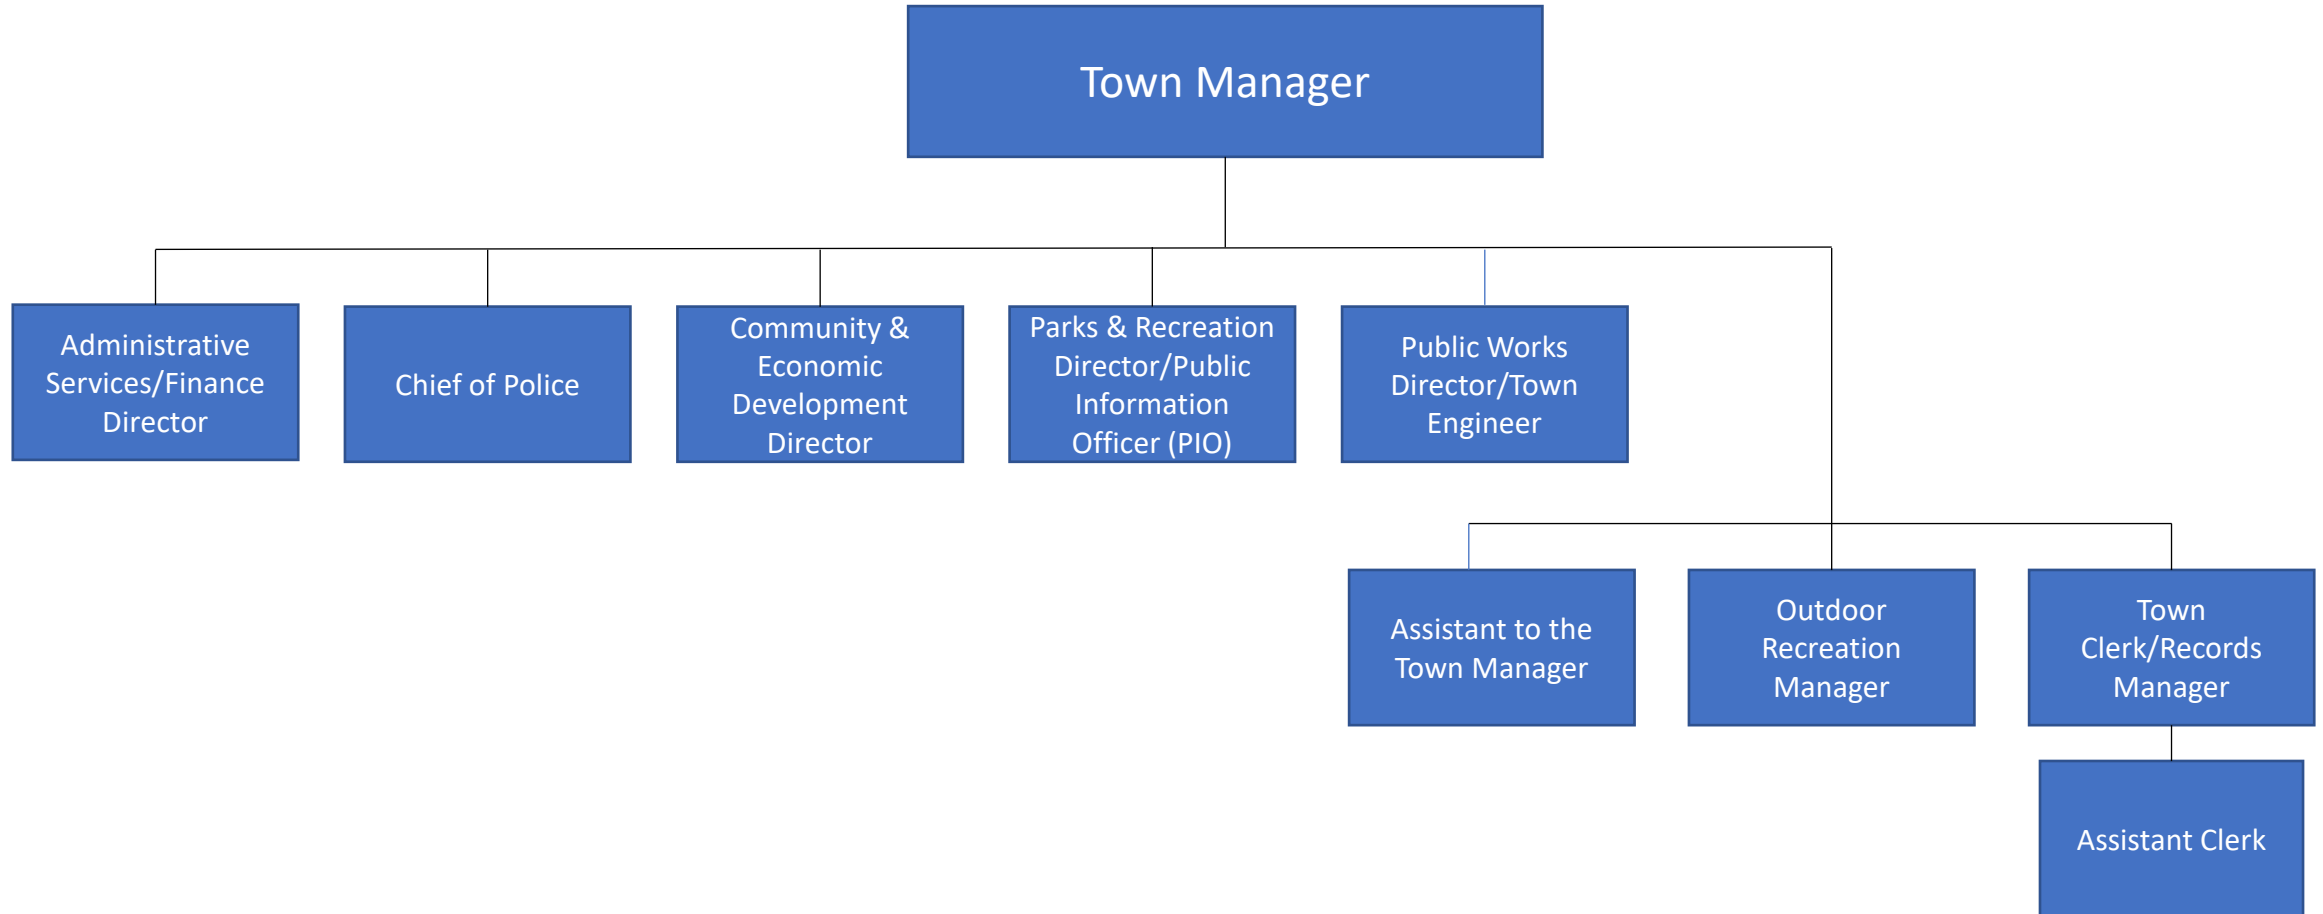 Town Manager
Administrative
Services/Finance
Director
Chief of Police
Community &
Economic
Development
Director
Parks & Recreation
Director/Public
Information
Officer (PIO)
Public Works
Director/Town
Engineer
Assistant to the
Town Manager
Outdoor
Recreation
Manager
Town
Clerk/Records
Manager
Assistant Clerk